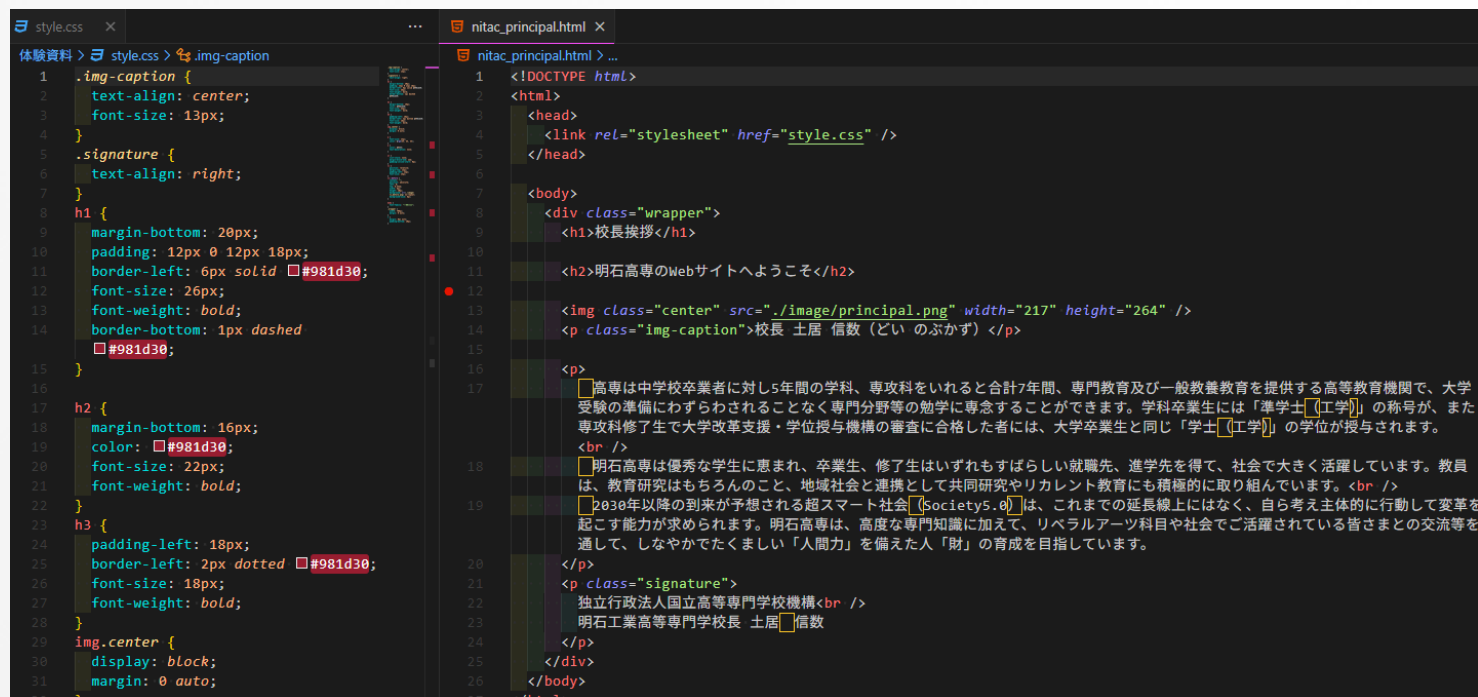 style.css ×
体験資料 > style.css > .img-caption
1 .img-caption {
2 text-align: center;
3 font-size: 13px;
4 }
5 .signature {
6 text-align: right;
7 }
8 h1 {
9 margin-bottom: 20px;
10 padding: 12px 0 12px 18px;
11 border-left: 6px solid #981d30;
12 font-size: 26px;
13 font-weight: bold;
14 border-bottom: 1px dashed
#981d30;
15 }
16
17 h2 {
18 margin-bottom: 16px;
19 color: #981d30;
20 font-size: 22px;
21 font-weight: bold;
22 }
23 h3 {
24 padding-left: 18px;
25 border-left: 2px dotted #981d30;
26 font-size: 18px;
27 font-weight: bold;
28 }
29 img.center {
30 display: block;
31 margin: 0 auto;
nitac_principal.html ×
nitac_principal.html > ...
1 <!DOCTYPE html>
2 <html>
3 <head>
4 <link rel="stylesheet" href="style.css" />
5 </head>
6
7 <body>
8 <div class="wrapper">
9 <h1>校長挨拶</h1>
10
11 <h2>明石高専のWebサイトへようこそ</h2>
12
13 <img class="center" src="./image/principal.png" width="217" height="264" />
14 <p class="img-caption">校長 土居 信数（どい のぶかず）</p>
15
16 <p>
17 　高専は中学校卒業者に対し5年間の学科、専攻科をいれると合計7年間、専門教育及び一般教養教育を提供する高等教育機関で、大学
受験の準備にわずらわされることなく専門分野等の勉学に専念することができます。学科卒業生には「準学士（工学）」の称号が、また
専攻科修了生で大学改革支援・学位授与機構の審査に合格した者には、大学卒業生と同じ「学士（工学）」の学位が授与されます。
<br />
18 　明石高専は優秀な学生に恵まれ、卒業生、修了生はいずれもすばらしい就職先、進学先を得て、社会で大きく活躍しています。教員
は、教育研究はもちろんのこと、地域社会と連携として共同研究やリカレント教育にも積極的に取り組んでいます。<br />
19 　2030年以降の到来が予想される超スマート社会（Society5.0）は、これまでの延長線上にはなく、自ら考え主体的に行動して変革を
起こす能力が求められます。明石高専は、高度な専門知識に加えて、リベラルアーツ科目や社会でご活躍されている皆さまとの交流等を
通して、しなやかでたくましい「人間力」を備えた人「財」の育成を目指しています。
20 </p>
21 <p class="signature">
22 独立行政法人国立高等専門学校機構<br />
23 明石工業高等専門学校長 土居　信数
24 </p>
25 </div>
26 </body>